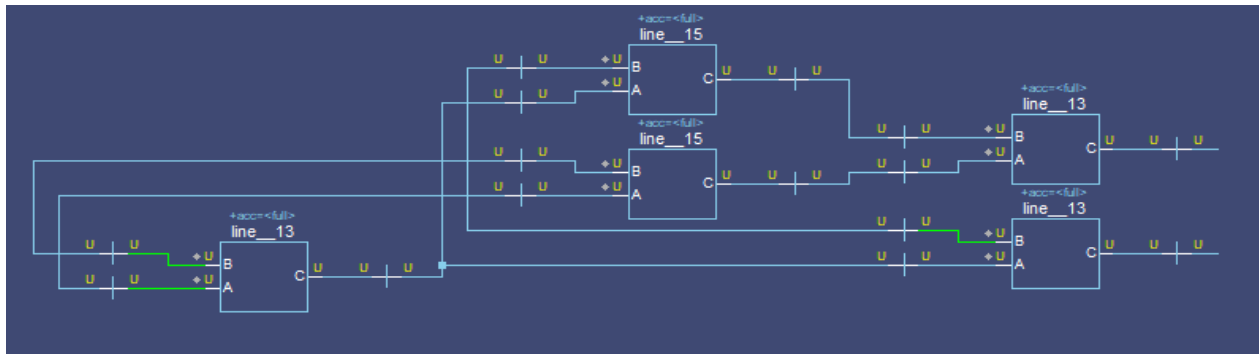 +acc=<full>
line__15
U U U B
U U U A C U U U
+acc=<full>
line__15
U U U B
U U U A C U U U
+acc=<full>
line__13
U U U B
U U U A C U U U
+acc=<full>
line__13
U U U B
U U U A C U U U
+acc=<full>
line__13
U U U B
U U U A C U U U